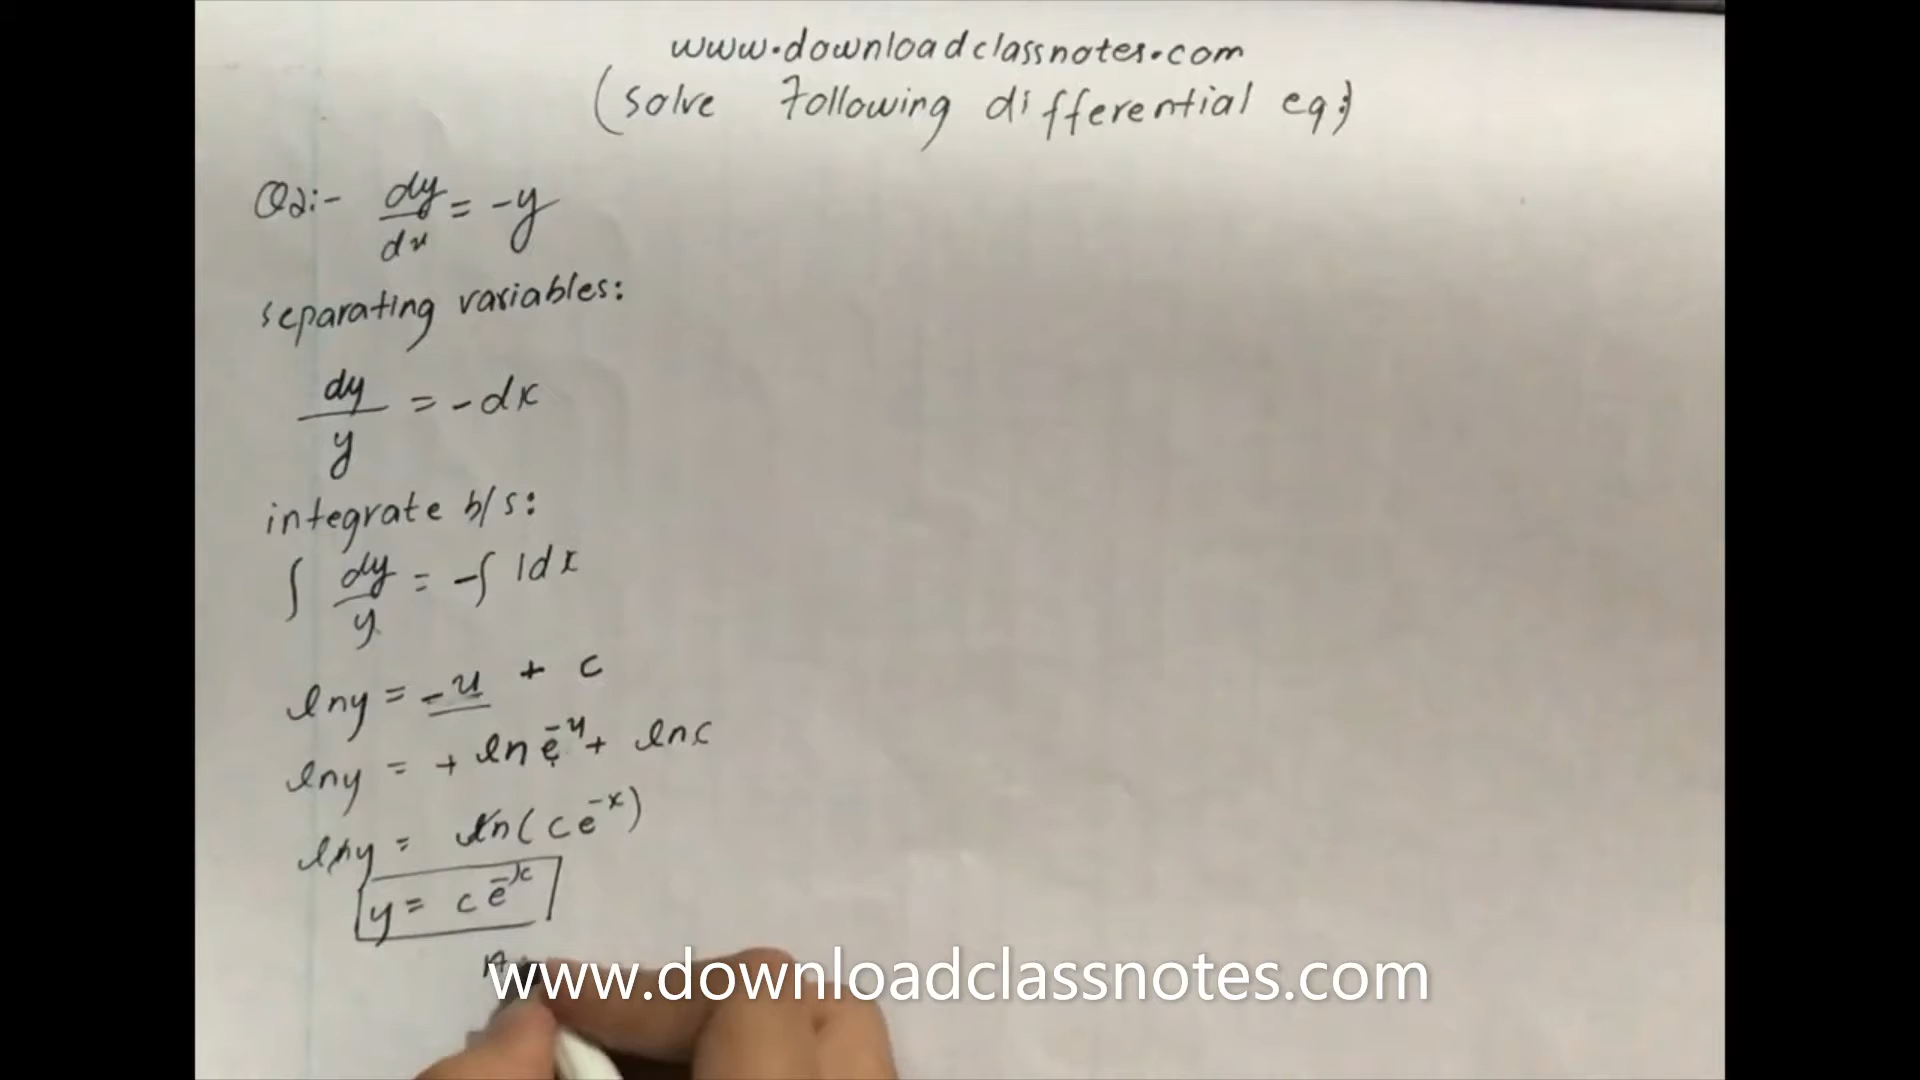 www.downloadclassnotes.com
(solve following differential eq:)
Q2:- dy/dx = -y
separating variables:
dy/y = -dx
integrate b/s:
∫ dy/y = -∫ 1dx
lny = -x + c
lny = + ln e^-x + lnc
lny = ln(ce^-x)
y = ce^-x
www.downloadclassnotes.com